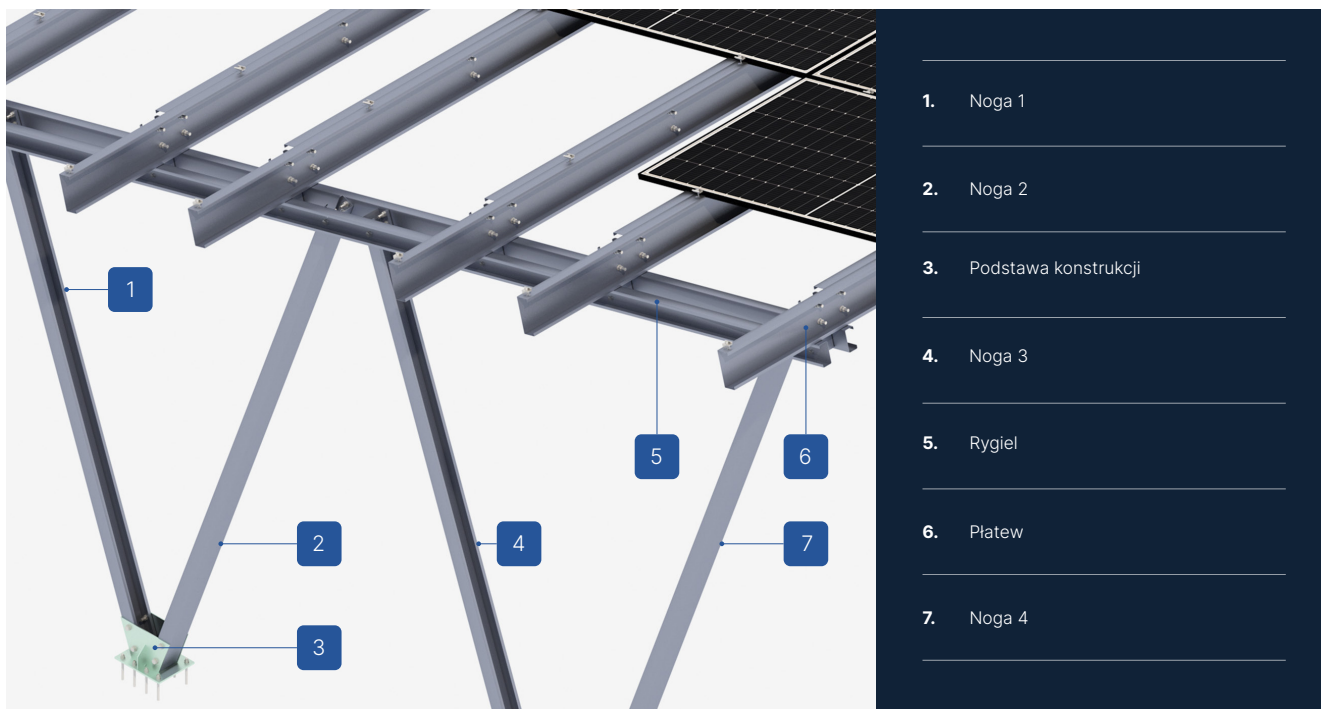 1
2
3
4
5
6
7
1. Noga 1
2. Noga 2
3. Podstawa konstrukcji
4. Noga 3
5. Rygiel
6. Płatew
7. Noga 4